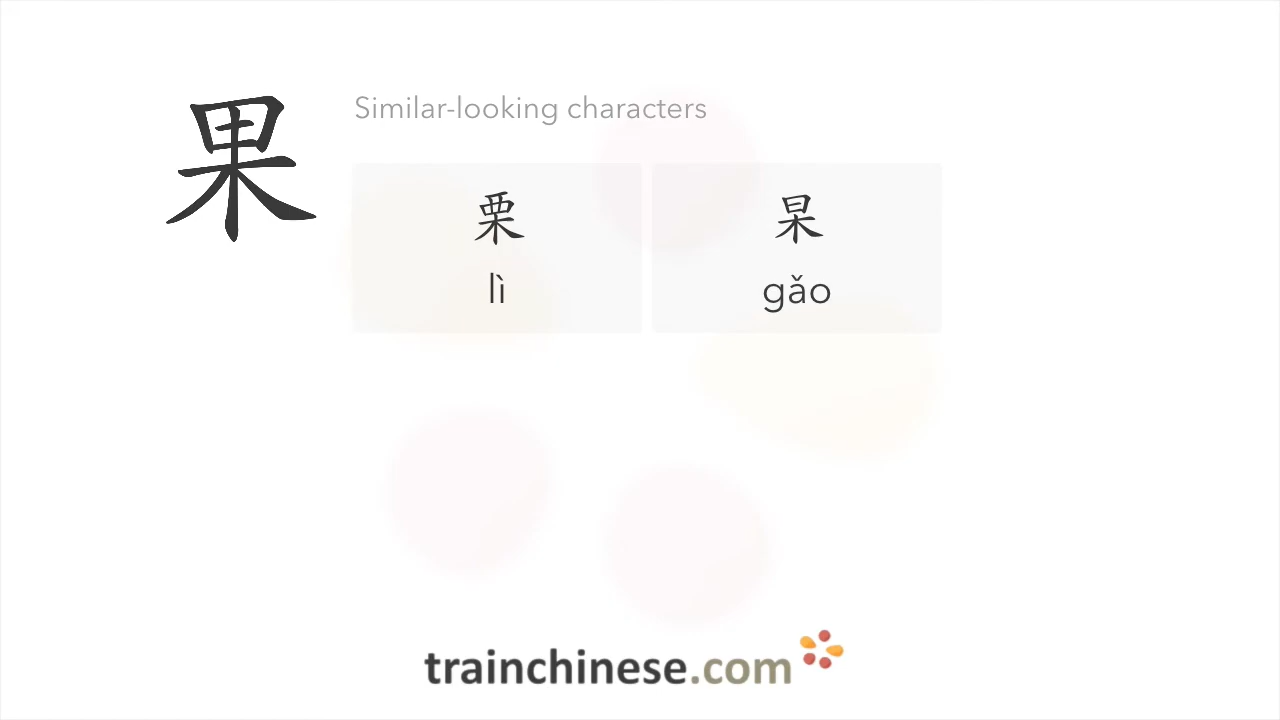 果
Similar-looking characters
栗 杲
lì gǎo
trainchinese.com